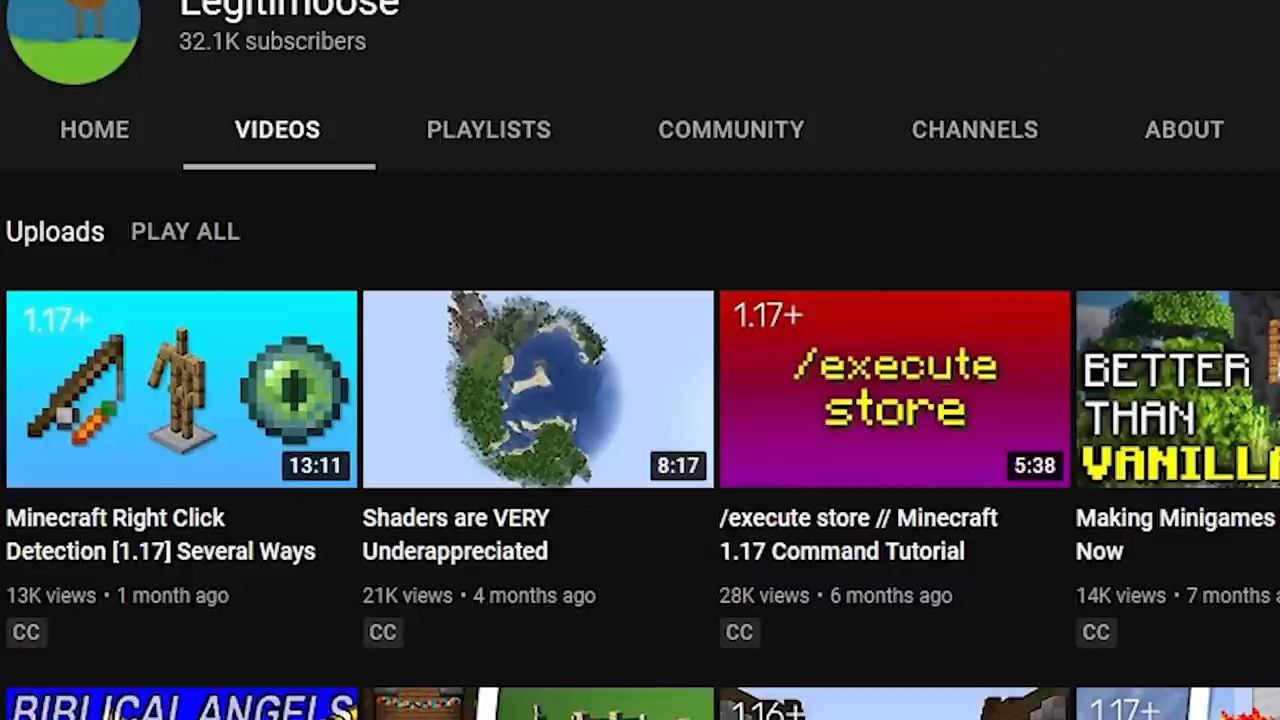 Legitimoose
32.1K subscribers
HOME VIDEOS PLAYLISTS COMMUNITY CHANNELS ABOUT
Uploads PLAY ALL
1.17+
13:11
8:17
1.17+
/execute
store
5:38
BETTER
THAN
VANILLA
Minecraft Right Click
Detection [1.17] Several Ways
13K views • 1 month ago
CC
Shaders are VERY
Underappreciated
21K views • 4 months ago
CC
/execute store // Minecraft
1.17 Command Tutorial
28K views • 6 months ago
CC
Making Minigames
Now
14K views • 7 months
CC
BIBLICAL ANGELS
1.16+
1.17+